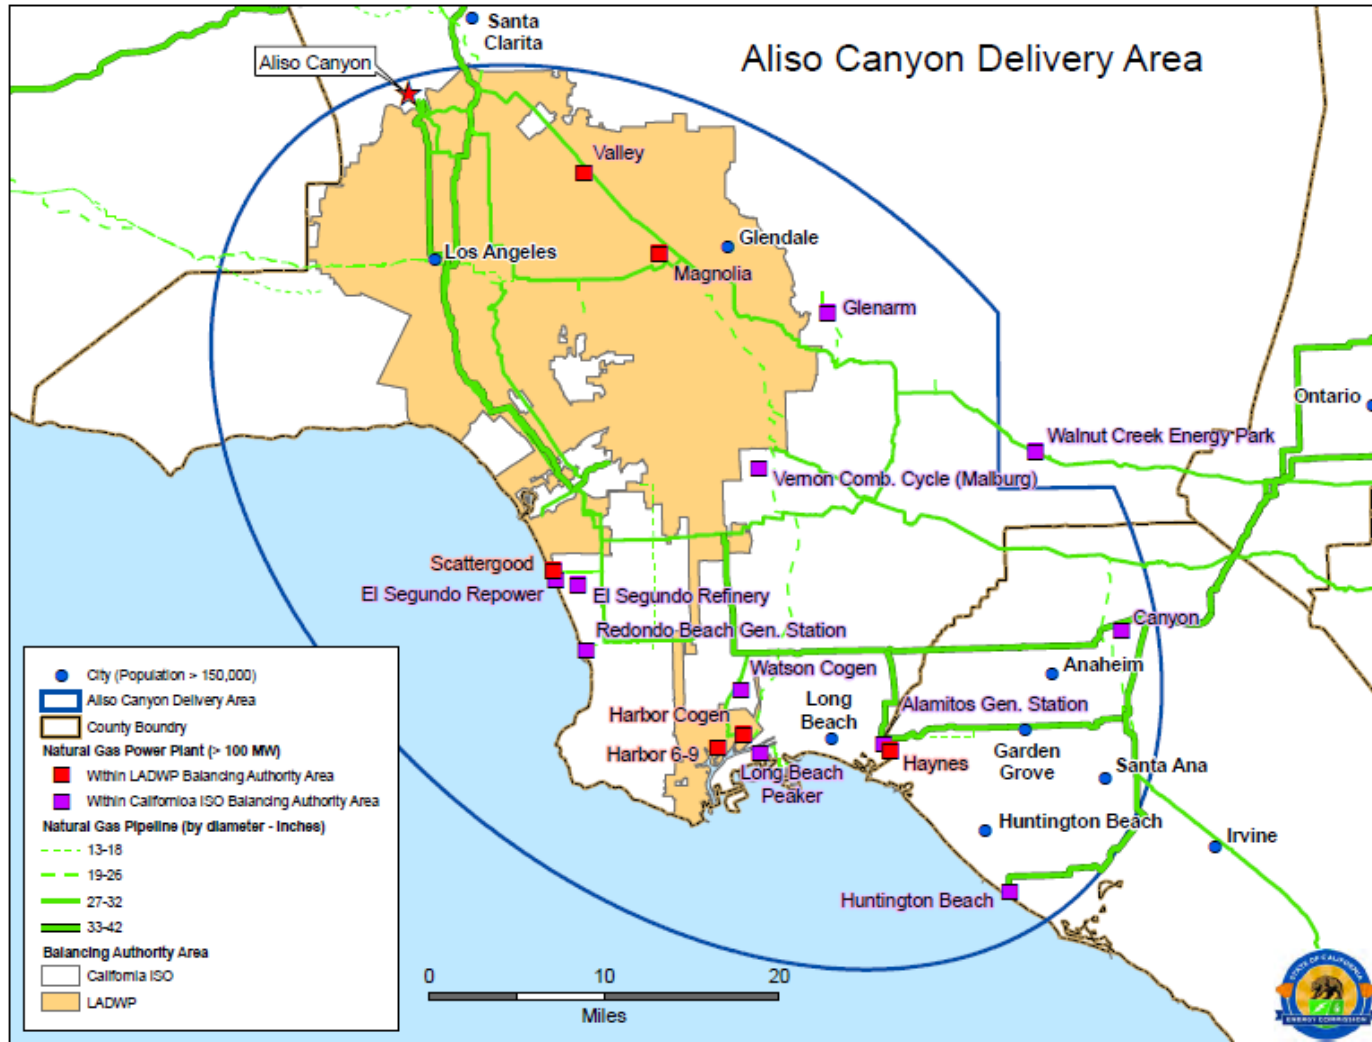 Santa
Clarita
Aliso Canyon Delivery Area
Aliso Canyon
Valley
Glendale
Los Angeles
Magnolia
Glenarm
Ontario
Walnut Creek Energy Park
Vernon Comb. Cycle (Malburg)
Scattergood
El Segundo Repower
El Segundo Refinery
Canyon
Redondo Beach Gen. Station
Anaheim
Watson Cogen
Long
Beach
Alamitos Gen. Station
Harbor Cogen
Harbor 6-9
Haynes
Garden
Grove
Santa Ana
Long Beach
Peaker
Huntington Beach
Irvine
Huntington Beach
City (Population > 150,000)
Aliso Canyon Delivery Area
County Boundry
Natural Gas Power Plant (> 100 MW)
Within LADWP Balancing Authority Area
Within Californioa ISO Balancing Authority Area
Natural Gas Pipeline (by diameter - inches)
13-18
19-26
27-32
33-42
Balancing Authority Area
California ISO
LADWP
0 10 20
Miles
STATE OF CALIFORNIA
ENERGY COMMISSION